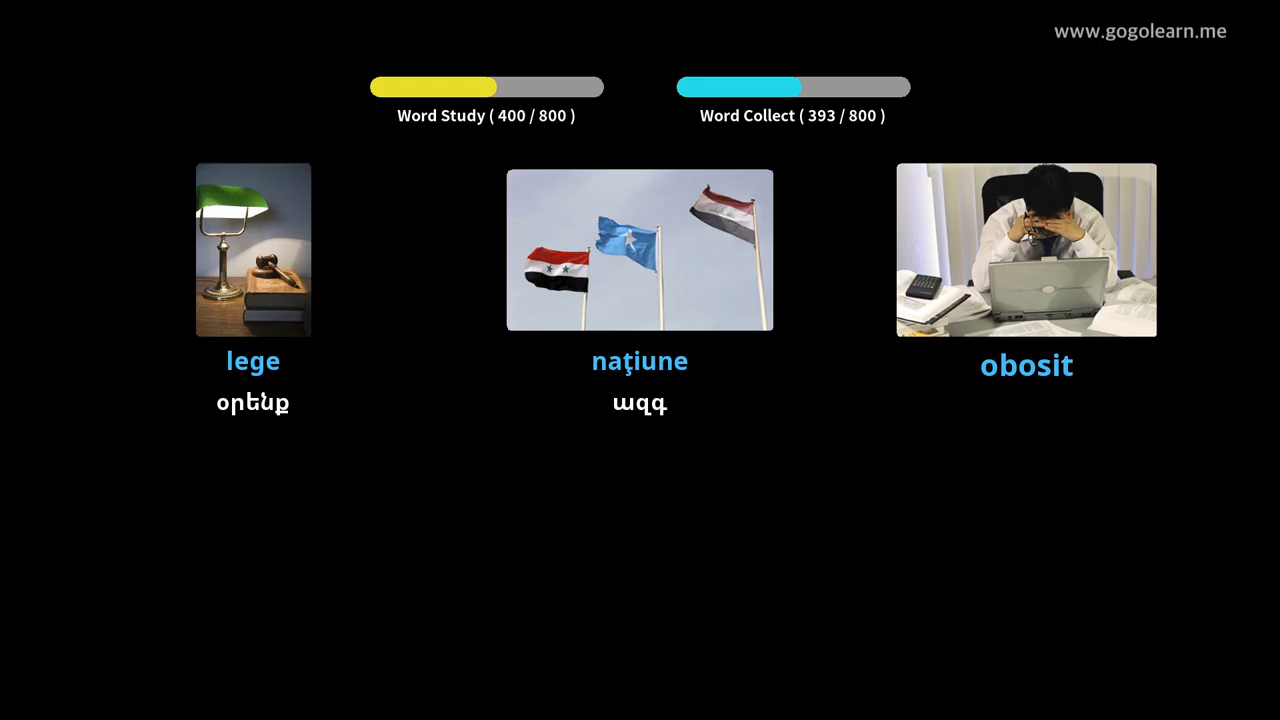 www.gogolearn.me
Word Study ( 400 / 800 )
Word Collect ( 393 / 800 )
lege
naţiune
obosit
օրենք
ազգ